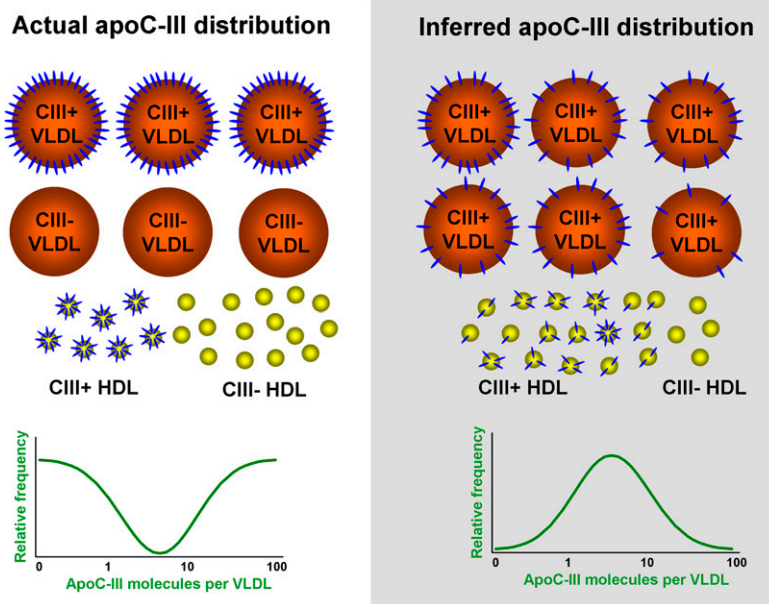 Actual apoC-III distribution
CIII+
VLDL
CIII+
VLDL
CIII+
VLDL
CIII-
VLDL
CIII-
VLDL
CIII-
VLDL
CIII+ HDL
CIII- HDL
Relative frequency
0
1
10
100
ApoC-III molecules per VLDL
Inferred apoC-III distribution
CIII+
VLDL
CIII+
VLDL
CIII+
VLDL
CIII+
VLDL
CIII+
VLDL
CIII+
VLDL
CIII+ HDL
CIII- HDL
Relative frequency
0
1
10
100
ApoC-III molecules per VLDL